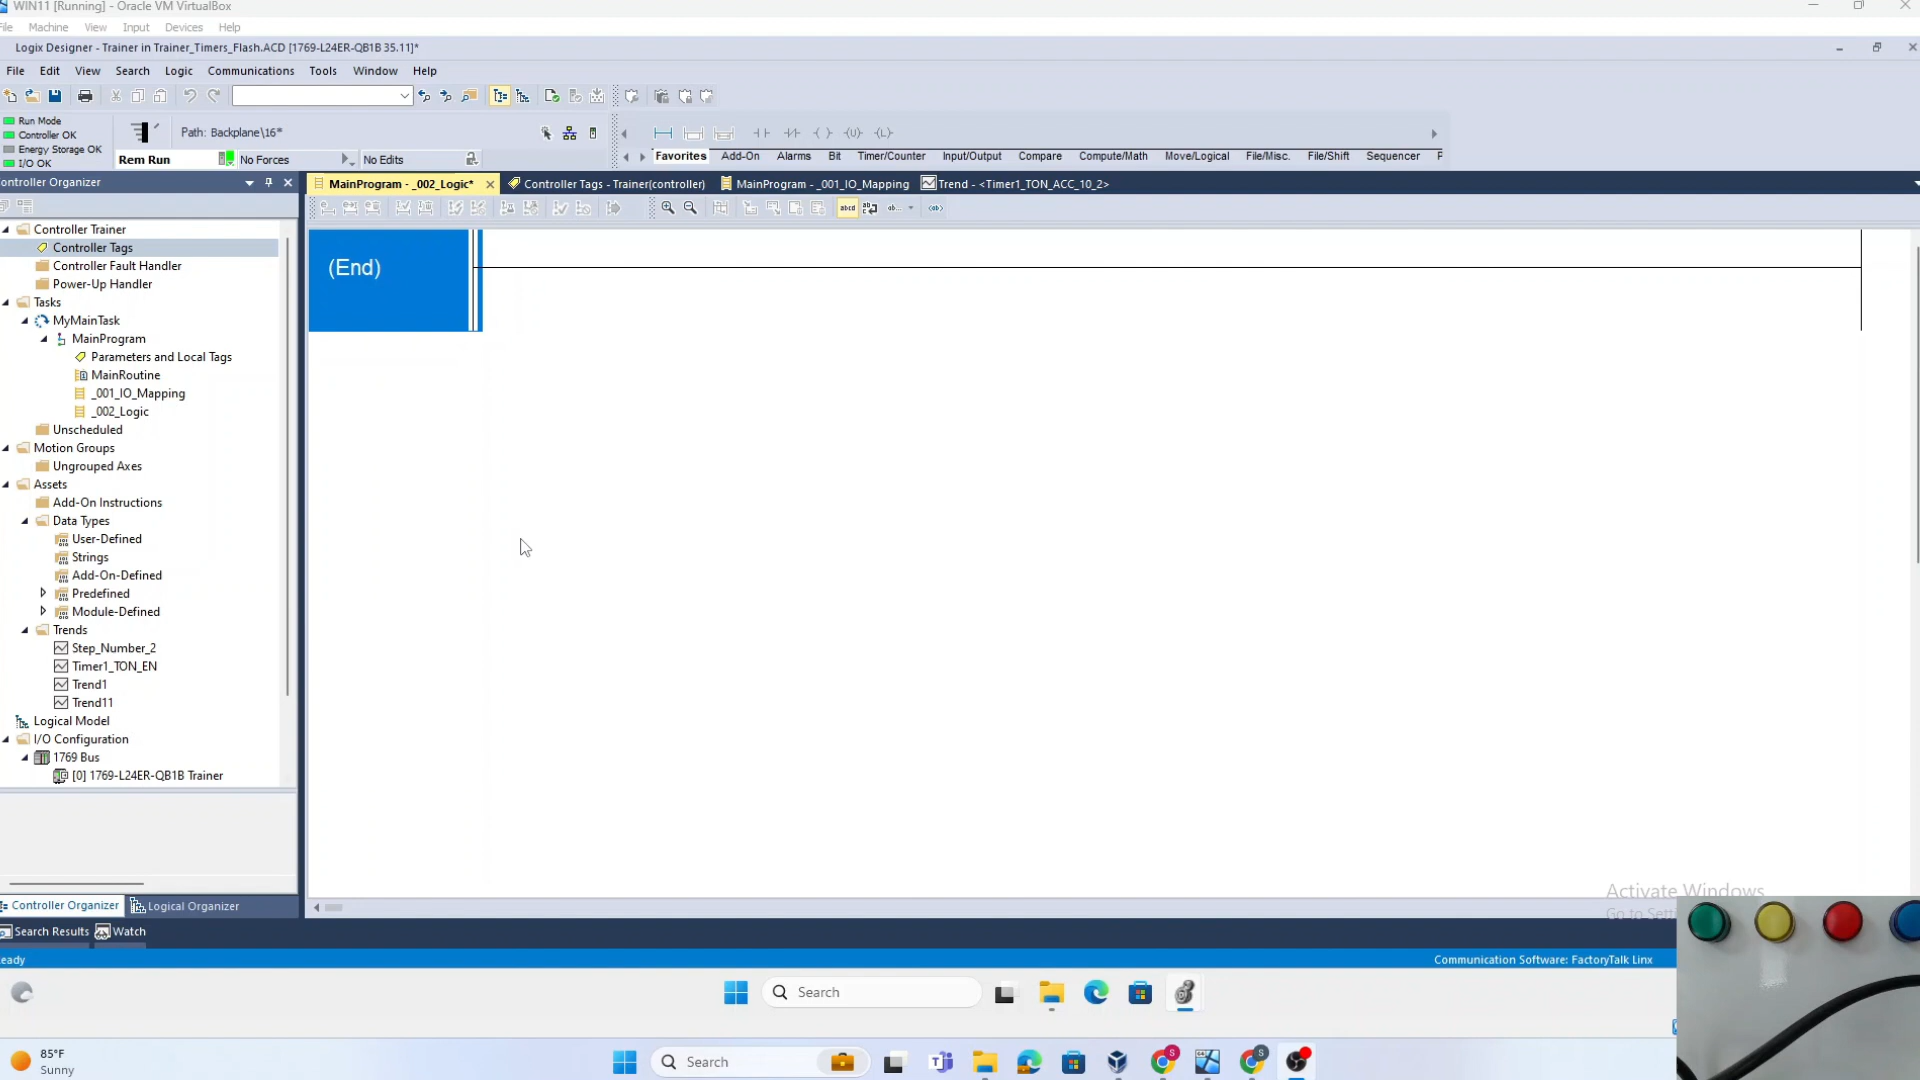 WIN11 [Running] - Oracle VM VirtualBox
File Machine View Input Devices Help
Logix Designer - Trainer in Trainer_Timers_Flash.ACD [1769-L24ER-QB1B 35.11]*
File Edit View Search Logic Communications Tools Window Help
Run Mode
Controller OK
Energy Storage OK
I/O OK
Path: Backplane\16*
Rem Run No Forces No Edits
Favorites Add-On Alarms Bit Timer/Counter Input/Output Compare Compute/Math Move/Logical File/Misc. File/Shift Sequencer P
ontroller Organizer
MainProgram - _002_Logic* Controller Tags - Trainer(controller) MainProgram - _001_IO_Mapping Trend - <Timer1_TON_ACC_10_2>
Controller Trainer
Controller Tags
Controller Fault Handler
Power-Up Handler
Tasks
MyMainTask
MainProgram
Parameters and Local Tags
MainRoutine
_001_IO_Mapping
_002_Logic
Unscheduled
Motion Groups
Ungrouped Axes
Assets
Add-On Instructions
Data Types
User-Defined
Strings
Add-On-Defined
Predefined
Module-Defined
Trends
Step_Number_2
Timer1_TON_EN
Trend1
Trend11
Logical Model
I/O Configuration
1769 Bus
[0] 1769-L24ER-QB1B Trainer
(End)
Controller Organizer Logical Organizer
Search Results Watch
eady
Communication Software: FactoryTalk Linx
Activate Windows
Go to Setti
Search
85°F
Sunny
Search